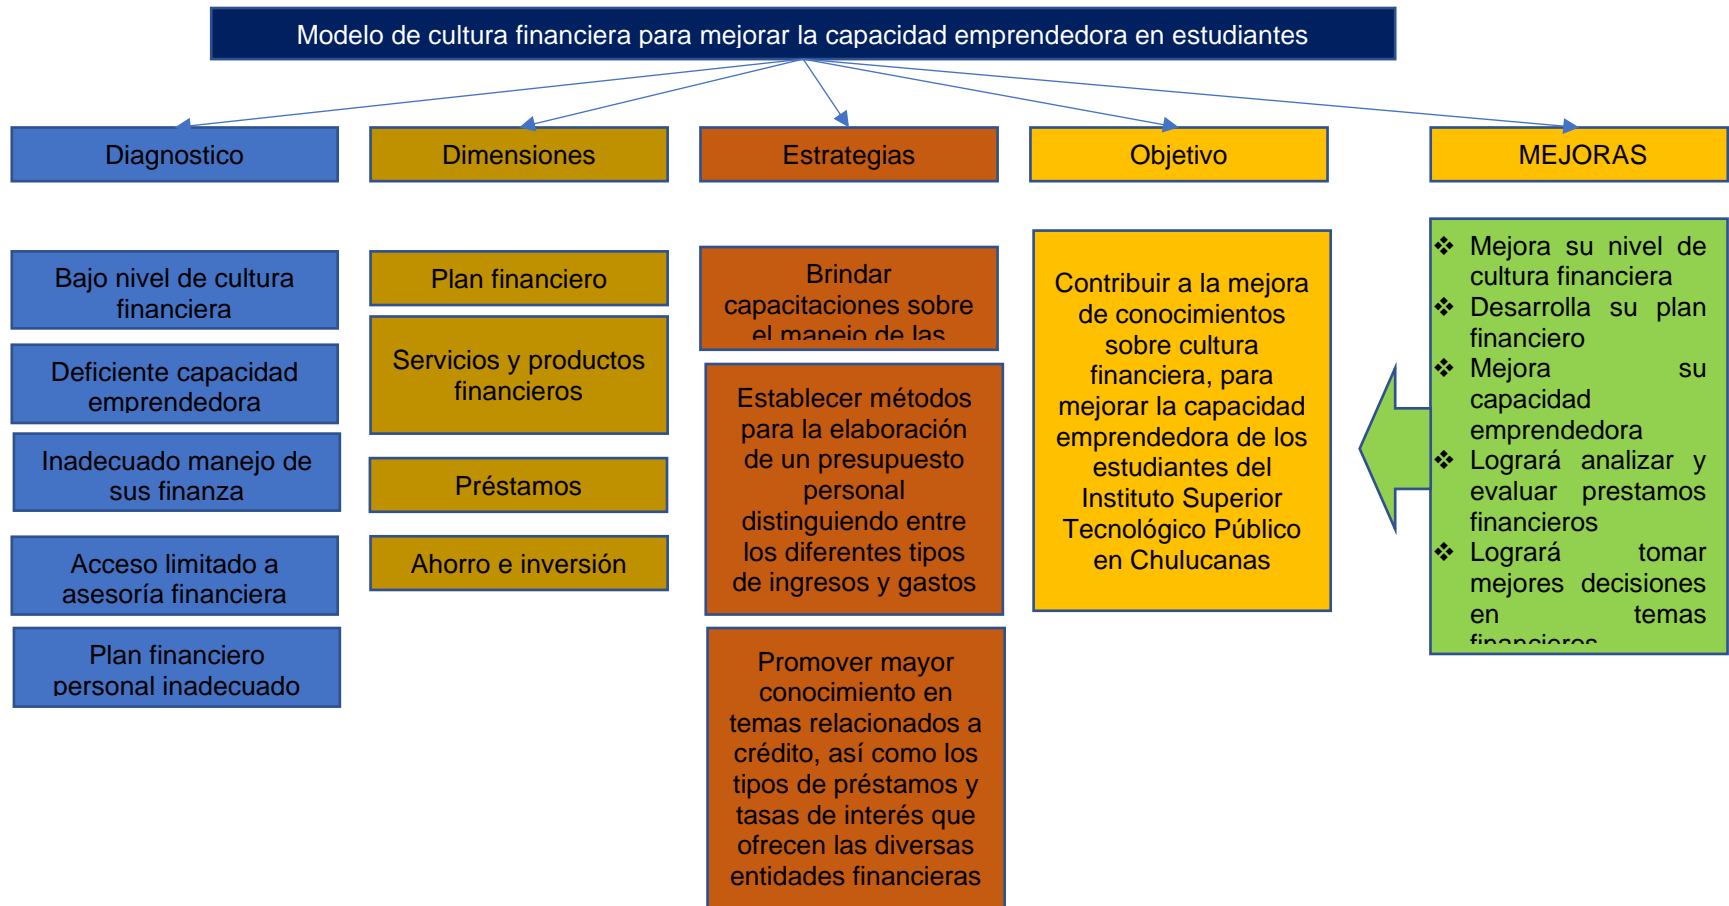 Modelo de cultura financiera para mejorar la capacidad emprendedora en estudiantes
Diagnostico
Dimensiones
Estrategias
Objetivo
MEJORAS
Bajo nivel de cultura
financiera
Deficiente capacidad
emprendedora
Inadecuado manejo de
sus finanza
Acceso limitado a
asesoría financiera
Plan financiero
personal inadecuado
Plan financiero
Servicios y productos
financieros
Préstamos
Ahorro e inversión
Brindar
capacitaciones sobre
el manejo de las
Establecer métodos
para la elaboración
de un presupuesto
personal
distinguiendo entre
los diferentes tipos
de ingresos y gastos
Promover mayor
conocimiento en
temas relacionados a
crédito, así como los
tipos de préstamos y
tasas de interés que
ofrecen las diversas
entidades financieras
Contribuir a la mejora
de conocimientos
sobre cultura
financiera, para
mejorar la capacidad
emprendedora de los
estudiantes del
Instituto Superior
Tecnológico Público
en Chulucanas
❖ Mejora su nivel de
cultura financiera
❖ Desarrolla su plan
financiero
❖ Mejora su
capacidad
emprendedora
❖ Logrará analizar y
evaluar prestamos
financieros
❖ Logrará tomar
mejores decisiones
en temas
financieros